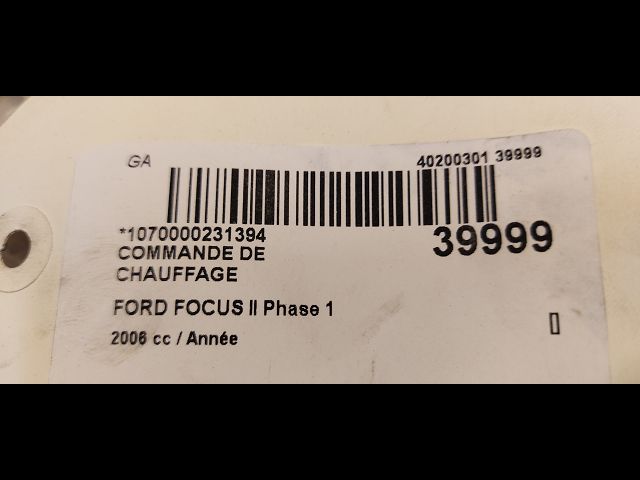 GA
40200301 39999
*1070000231394
39999
COMMANDE DE
CHAUFFAGE
FORD FOCUS II Phase 1
2006 cc / Année